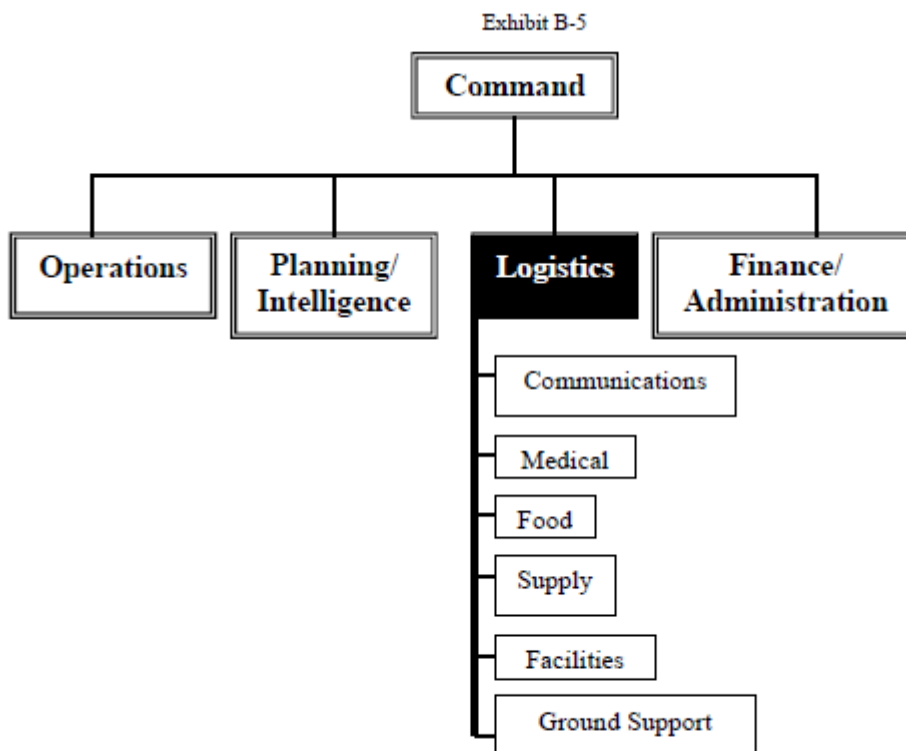 Exhibit B-5
Command
Operations
Planning/
Intelligence
Logistics
Finance/
Administration
Communications
Medical
Food
Supply
Facilities
Ground Support